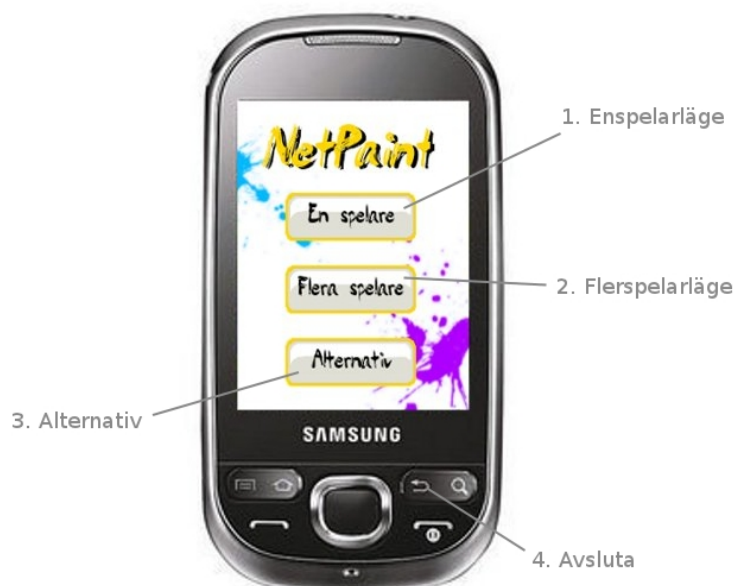 NetPaint
En spelare
Flera spelare
Alternativ
SAMSUNG
1. Enspelarläge
2. Flerspelarläge
3. Alternativ
4. Avsluta